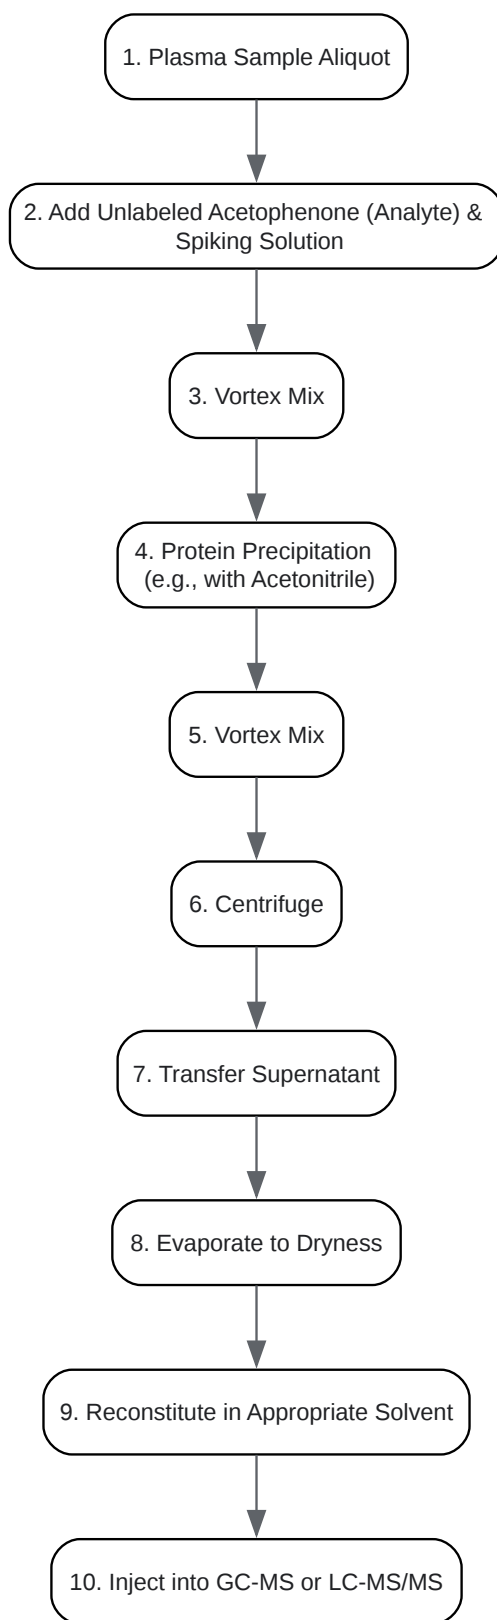 1. Plasma Sample Aliquot
2. Add Unlabeled Acetophenone (Analyte) &
Spiking Solution
3. Vortex Mix
4. Protein Precipitation
(e.g., with Acetonitrile)
5. Vortex Mix
6. Centrifuge
7. Transfer Supernatant
8. Evaporate to Dryness
9. Reconstitute in Appropriate Solvent
10. Inject into GC-MS or LC-MS/MS